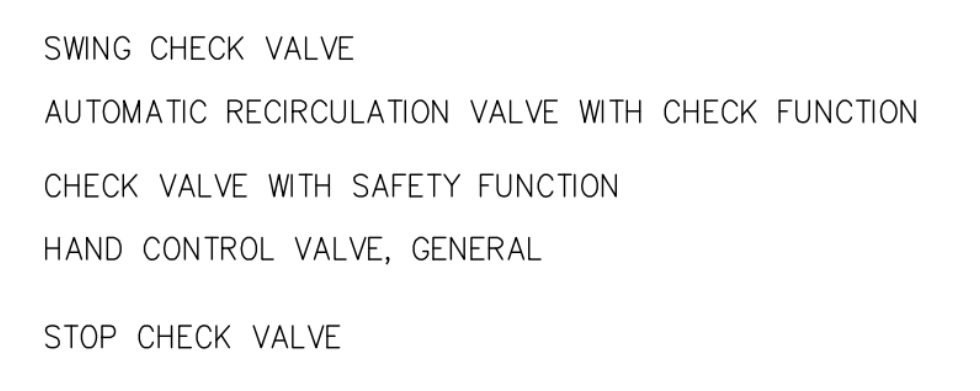 SWING CHECK VALVE
AUTOMATIC RECIRCULATION VALVE WITH CHECK FUNCTION
CHECK VALVE WITH SAFETY FUNCTION
HAND CONTROL VALVE, GENERAL
STOP CHECK VALVE